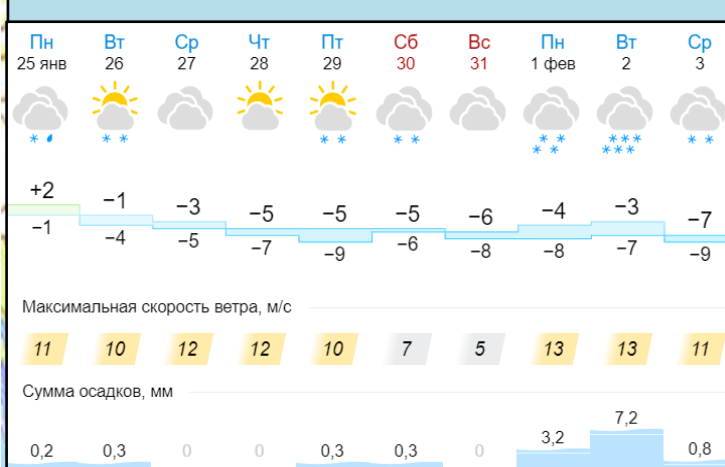 Пн Вт Ср Чт Пт Сб Вс Пн Вт Ср
25 янв 26 27 28 29 30 31 1 фев 2 3
+2 −1 −3 −5 −5 −5 −6 −4 −3 −7
−1 −4 −5 −7 −9 −6 −8 −8 −7 −9
Максимальная скорость ветра, м/с
11 10 12 12 10 7 5 13 13 11
Сумма осадков, мм
0,2 0,3 0 0 0,3 0,3 0 3,2 7,2 0,8